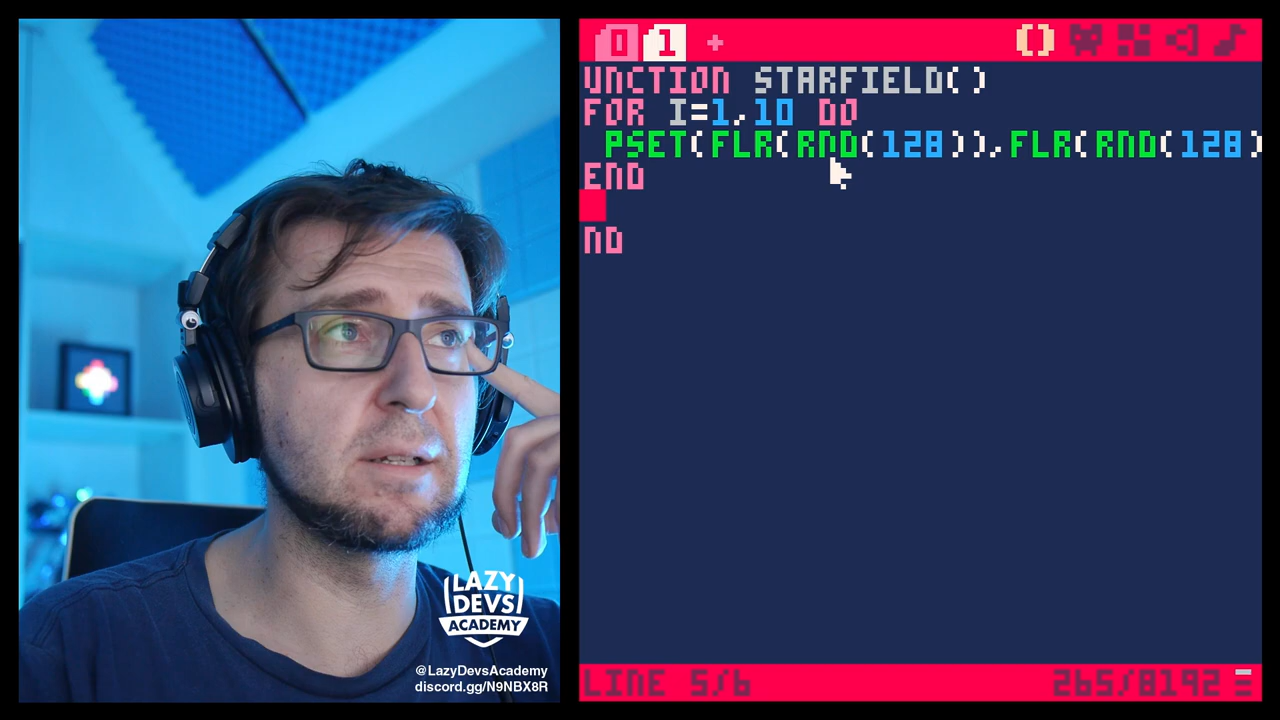 0 1 +
UNCTION STARFIELD()
FOR I=1,10 DO
PSET(FLR(RND(128)),FLR(RND(128)
END
ND
LINE 5/6
265/8192
LAZY
DEVS
ACADEMY
@LazyDevsAcademy
discord.gg/N9NBX8R